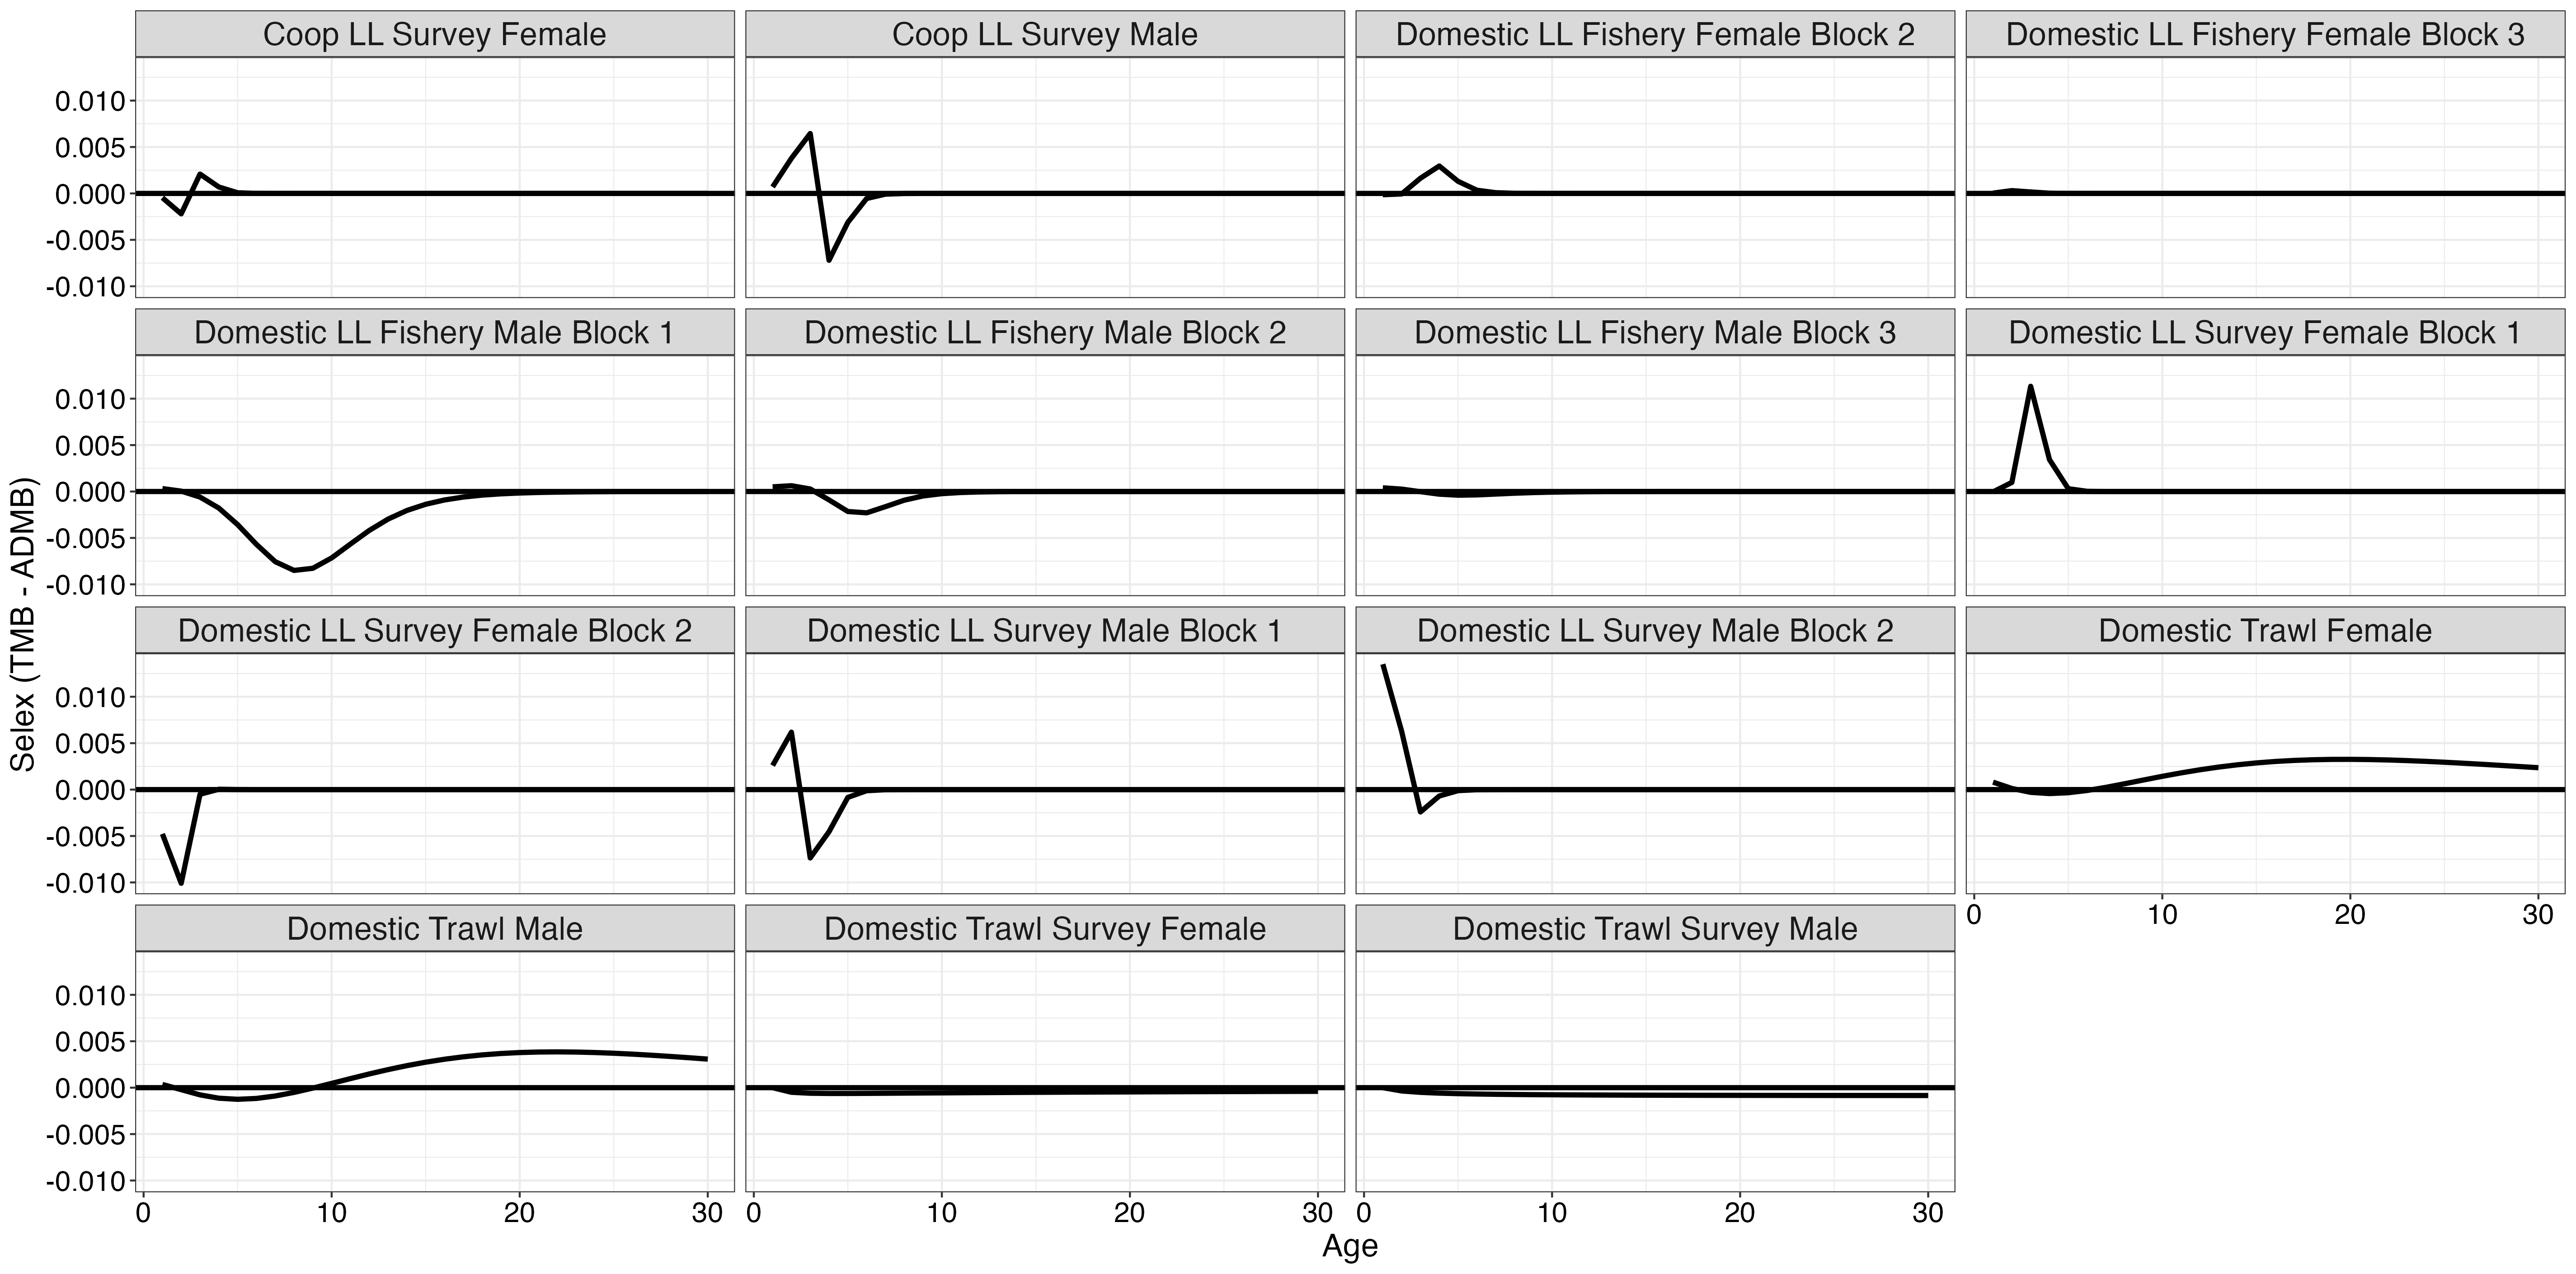 Coop LL Survey Female
Coop LL Survey Male
Domestic LL Fishery Female Block 2
Domestic LL Fishery Female Block 3
0.010
0.005
0.000
-0.005
-0.010
Domestic LL Fishery Male Block 1
Domestic LL Fishery Male Block 2
Domestic LL Fishery Male Block 3
Domestic LL Survey Female Block 1
0.010
0.005
0.000
-0.005
-0.010
Domestic LL Survey Female Block 2
Domestic LL Survey Male Block 1
Domestic LL Survey Male Block 2
Domestic Trawl Female
0.010
0.005
0.000
-0.005
-0.010
0 10 20 30
Domestic Trawl Male
Domestic Trawl Survey Female
Domestic Trawl Survey Male
0.010
0.005
0.000
-0.005
-0.010
0 10 20 30
0 10 20 30
0 10 20 30
Age
Selex (TMB - ADMB)